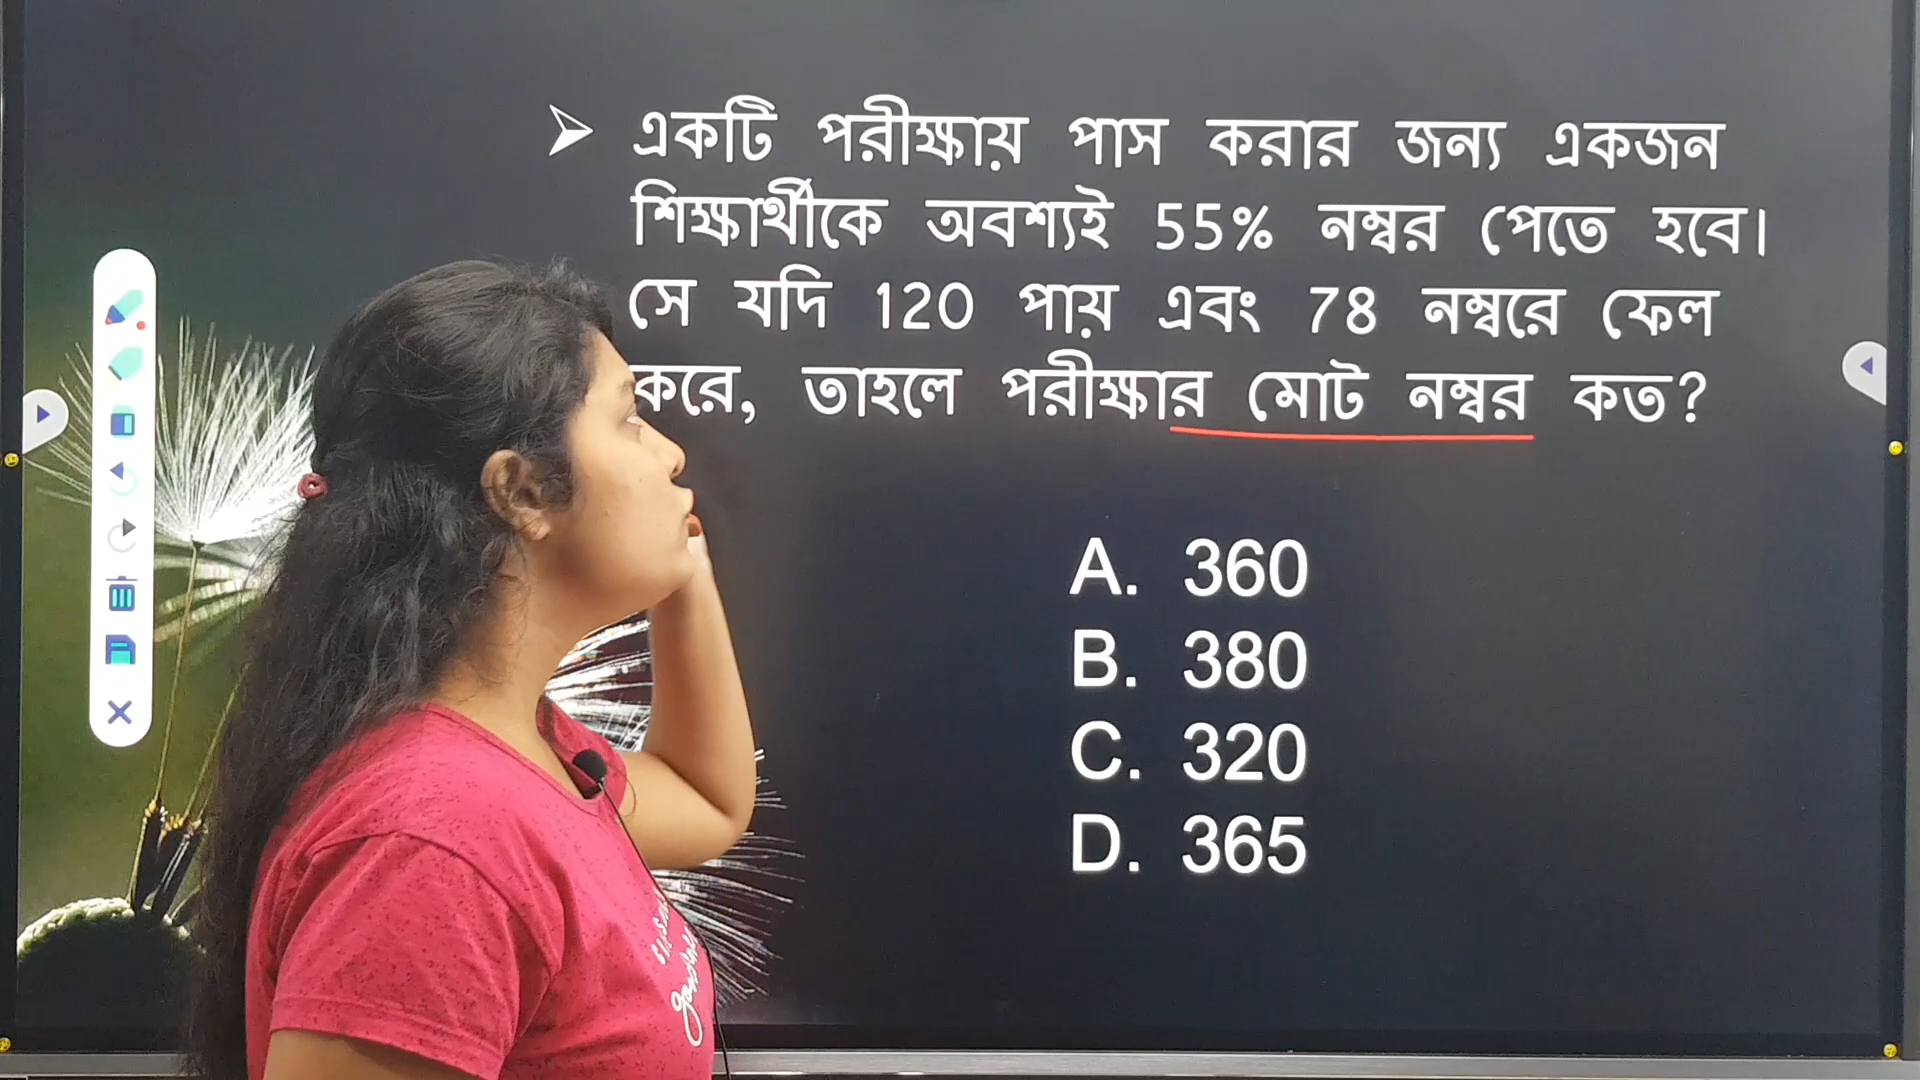 ➤ একটি পরীক্ষায় পাস করার জন্য একজন
শিক্ষার্থীকে অবশ্যই 55% নম্বর পেতে হবে।
সে যদি 120 পায় এবং 78 নম্বরে ফেল
করে, তাহলে পরীক্ষার মোট নম্বর কত?
A. 360
B. 380
C. 320
D. 365